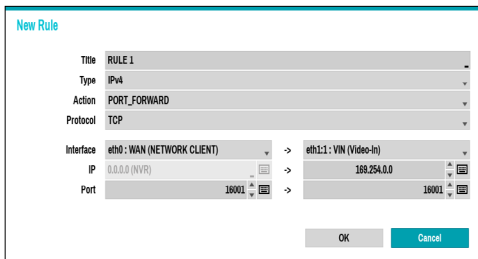 New Rule
Title RULE 1
Type IPv4
Action PORT_FORWARD
Protocol TCP
Interface eth0 : WAN (NETWORK CLIENT) -> eth1:1 : VIN (Video-In)
IP 0.0.0.0 (NVR) -> 169.254.0.0
Port 16001 -> 16001
OK Cancel